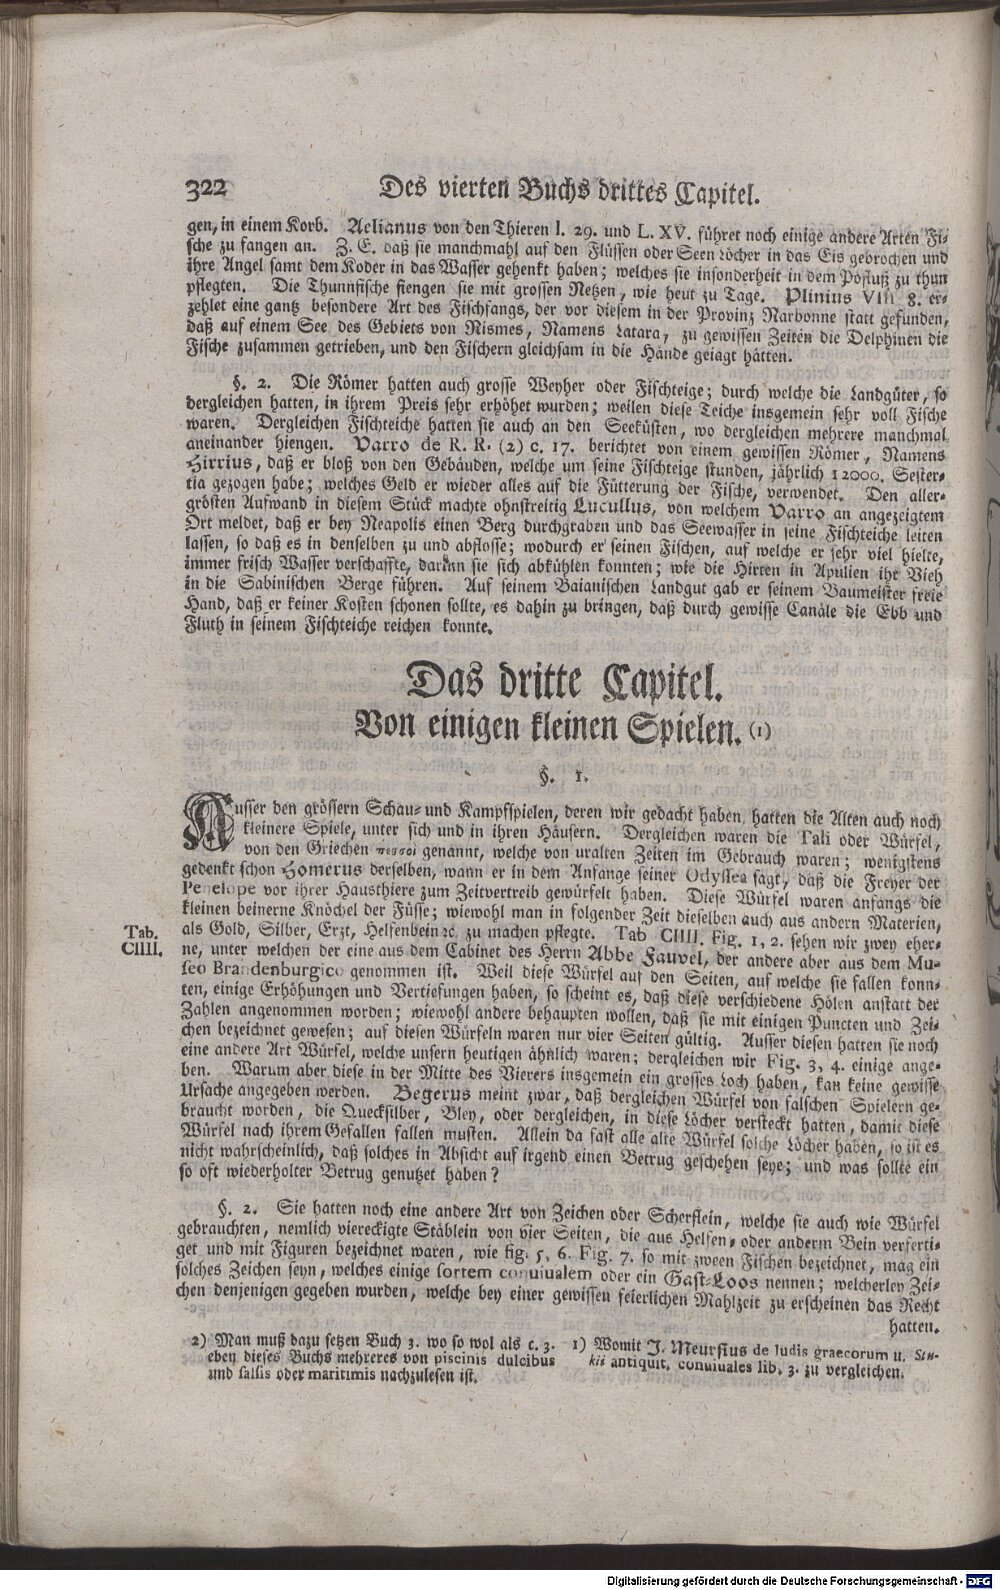 322 Des vierten Buchs drittes Capitel.
gen, in einem Korb. Aelianus von den Thieren l. 29. und L. XV. führet noch einige andere Arten Fi-
sche zu fangen an. Z. E. daß sie manchmahl auf den Flüssen oder Seen Löcher in das Eis gebrochen und
ihre Angel samt dem Koder in das Wasser gehenkt haben; welches sie insonderheit in dem Pofluß zu thun
pflegten. Die Thunnfische fiengen sie mit grossen Netzen, wie heut zu Tage. Plinius VIII. 8. er-
zehlet eine gantz besondere Art des Fischfangs, der vor diesem in der Provinz Narbonne statt gefunden,
daß auf einem See des Gebiets von Nismes, Namens Latara, zu gewissen Zeiten die Delphinen die
Fische zusammen getrieben, und den Fischern gleichsam in die Hände gejagt hätten.
§. 2. Die Römer hatten auch grosse Weyher oder Fischteige; durch welche die Landgüter, so
dergleichen hatten, in ihrem Preis sehr erhöhet wurden; weilen diese Teiche insgemein sehr voll Fische
waren. Dergleichen Fischteiche hatten sie auch an den Seeküsten, wo dergleichen mehrere manchmal
aneinander hiengen. Varro de R. R. (2) c. 17. berichtet von einem gewissen Römer, Namens
Hirrius, daß er bloß von den Gebäuden, welche um seine Fischteige stunden, jährlich 12000. Sester-
tia gezogen habe; welches Geld er wieder alles auf die Fütterung der Fische, verwendet. Den aller-
grösten Aufwand in diesem Stück machte ohnstreitig Lucullus, von welchem Varro an angezeigtem
Ort meldet, daß er bey Neapolis einen Berg durchgraben und das Seewasser in seine Fischteiche leiten
lassen, so daß es in denselben zu und abflosse; wodurch er seinen Fischen, auf welche er sehr viel hielte,
immer frisch Wasser verschaffte, darinn sie sich abkühlen konnten; wie die Hirten in Apulien ihr Vieh
in die Sabinischen Berge führen. Auf seinem Baianischen Landgut gab er seinem Baumeister freie
Hand, daß er keiner Kosten schonen sollte, es dahin zu bringen, daß durch gewisse Canäle die Ebb und
Fluth in seinem Fischteiche reichen konnte.
Das dritte Capitel.
Von einigen kleinen Spielen. (1)
§. 1.
Ausser den grössern Schau- und Kampfspielen, deren wir gedacht haben, hatten die Alten auch noch
kleinere Spiele, unter sich und in ihren Häusern. Dergleichen waren die Tali oder Würfel,
von den Griechen πεσσοι genannt, welche von uralten Zeiten im Gebrauch waren; wenigstens
gedenkt schon Homerus derselben, wann er in dem Anfange seiner Odyssea sagt, daß die Freyer der
Penelope vor ihrer Hausthiere zum Zeitvertreib gewürfelt haben. Diese Würfel waren anfangs die
kleinen beinerne Knöchel der Füsse; wiewohl man in folgender Zeit dieselben auch aus andern Materien,
als Gold, Silber, Erzt, Helfenbein ꝛc. zu machen pflegte. Tab CIIII. Fig. 1, 2. sehen wir zwey eher-
Tab.
CIIII.
ne, unter welchen der eine aus dem Cabinet des Herrn Abbe Fauvel, der andere aber aus dem Mu-
seo Brandenburgico genommen ist. Weil diese Würfel auf den Seiten, auf welche sie fallen konn-
ten, einige Erhöhungen und Vertiefungen haben, so scheint es, daß diese verschiedene Hölen anstatt der
Zahlen angenommen worden; wiewohl andere behaupten wollen, daß sie mit einigen Puncten und Zei-
chen bezeichnet gewesen; auf diesen Würfeln waren nur vier Seiten gültig. Ausser diesen hatten sie noch
eine andere Art Würfel, welche unsern heutigen ähnlich waren; dergleichen wir Fig. 3, 4. einige ange-
ben. Warum aber diese in der Mitte des Vierers insgemein ein grosses Loch haben, kan keine gewisse
Ursache angegeben werden. Begerus meint zwar, daß dergleichen Würfel von falschen Spielern ge-
braucht worden, die Quecksilber, Bley, oder dergleichen, in diese Löcher versteckt hatten, damit diese
Würfel nach ihrem Gefallen fallen musten. Allein da fast alle alte Würfel solche Löcher haben, so ist es
nicht wahrscheinlich, daß solches in Absicht auf irgend einen Betrug geschehen seye; und was sollte ein
so oft wiederholter Betrug genutzet haben?
§. 2. Sie hatten noch eine andere Art von Zeichen oder Scherflein, welche sie auch wie Würfel
gebrauchten, nemlich viereckigte Stäblein von vier Seiten, die aus Helfen- oder anderm Bein verferti-
get und mit Figuren bezeichnet waren, wie fig. 5, 6. Fig. 7. so mit zween Fischen bezeichnet, mag ein
solches Zeichen seyn, welches einige sortem conuiualem oder ein Gast-Loos nennen; welcherley Zei-
chen denjenigen gegeben wurden, welche bey einer gewissen feierlichen Mahlzeit zu erscheinen das Recht
hatten.
2) Man muß dazu setzen Buch 3. wo so wol als c. 3.
eben dieses Buchs mehreres von piscinis dulcibus
und salsis oder maritimis nachzulesen ist.
1) Womit J. Meursius de ludis graecorum u. Stu-
kii antiquit. conuiuales lib. 3. zu vergleichen.
Digitalisierung gefördert durch die Deutsche Forschungsgemeinschaft - DFG